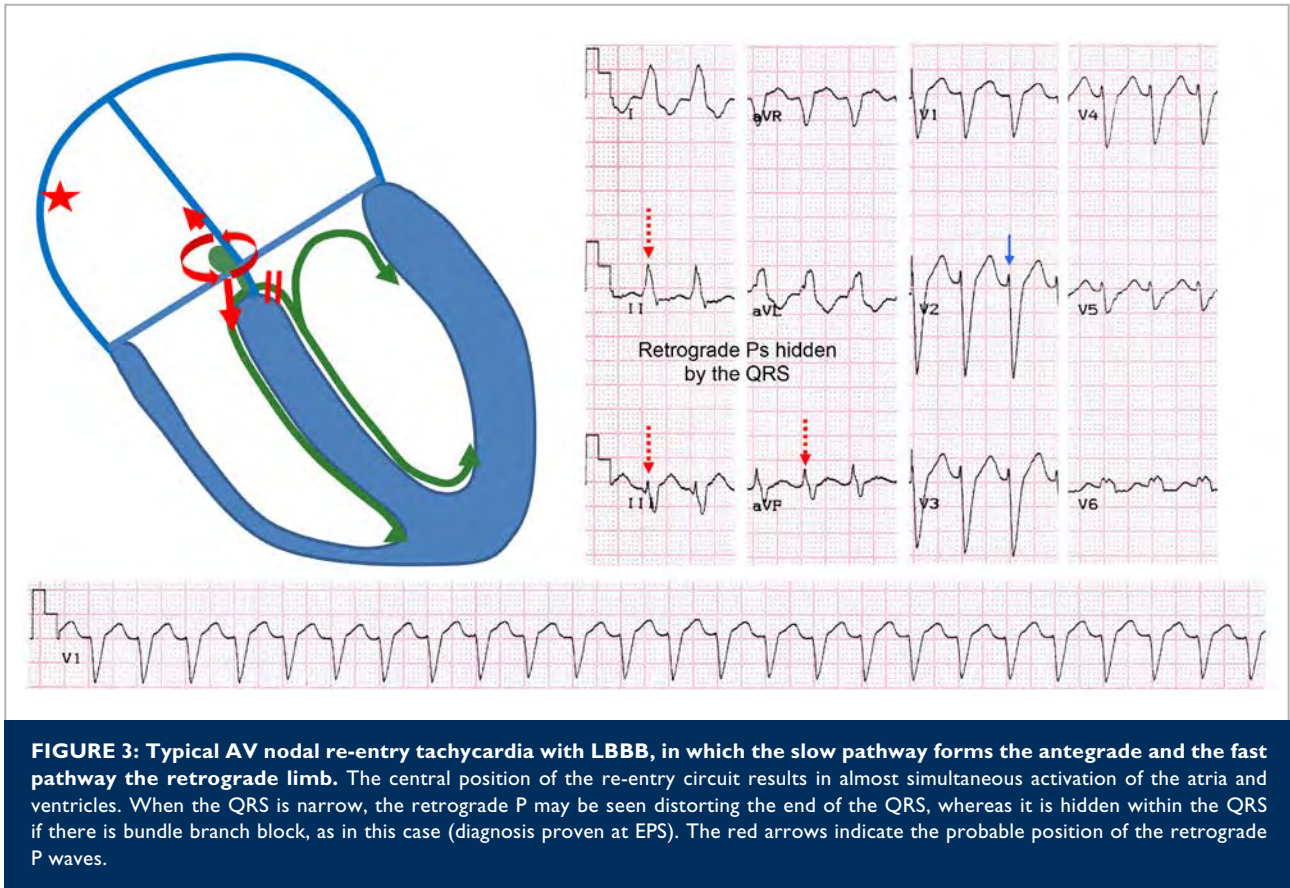 I
aVR
V1
V4
II
aVL
V2
V5
Retrograde Ps hidden
by the QRS
III
aVF
V3
V6
V1
FIGURE 3: Typical AV nodal re-entry tachycardia with LBBB, in which the slow pathway forms the antegrade and the fast
pathway the retrograde limb. The central position of the re-entry circuit results in almost simultaneous activation of the atria and
ventricles. When the QRS is narrow, the retrograde P may be seen distorting the end of the QRS, whereas it is hidden within the QRS
if there is bundle branch block, as in this case (diagnosis proven at EPS). The red arrows indicate the probable position of the retrograde
P waves.